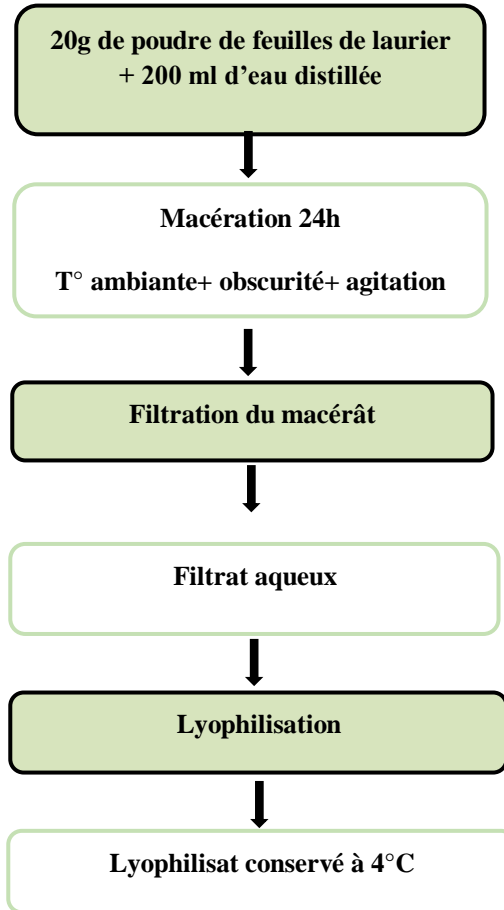 20g de poudre de feuilles de laurier
+ 200 ml d’eau distillée
Macération 24h
T° ambiante+ obscurité+ agitation
Filtration du macérât
Filtrat aqueux
Lyophilisation
Lyophilisat conservé à 4°C